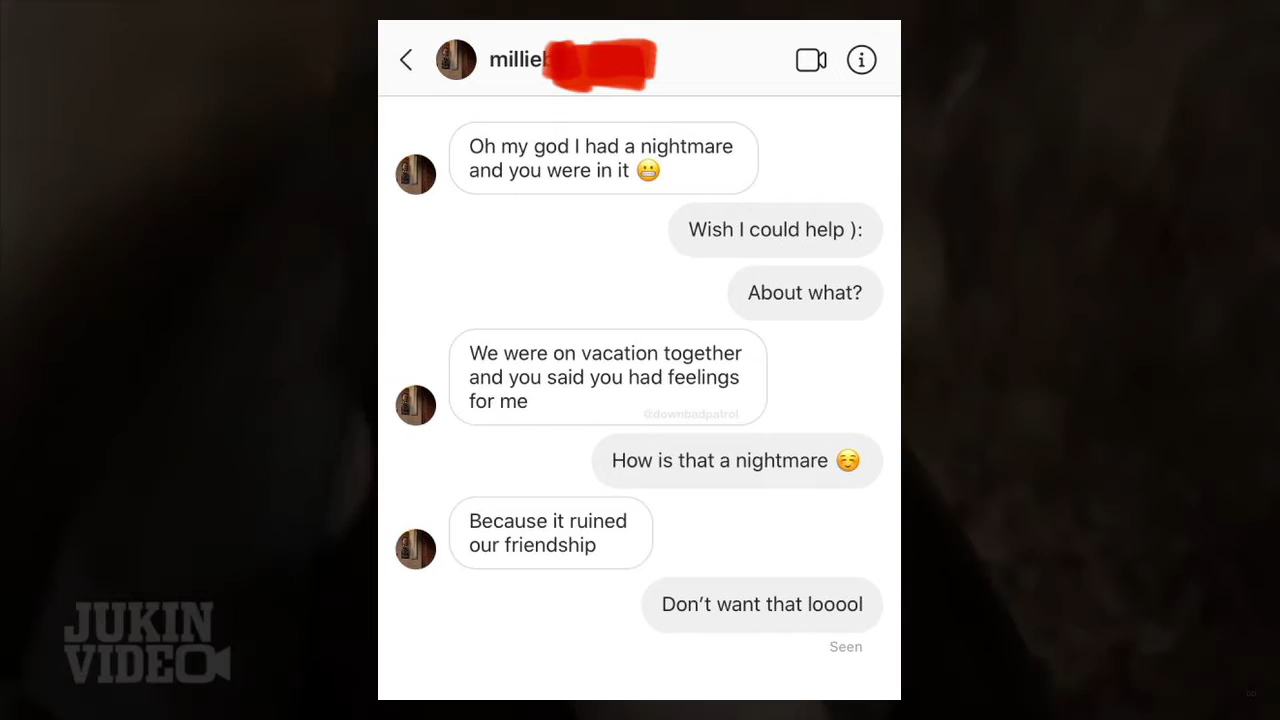 millieb
Oh my god I had a nightmare
and you were in it 😬
Wish I could help ):
About what?
We were on vacation together
and you said you had feelings
for me
@downbadpatrol
How is that a nightmare ☺️
Because it ruined
our friendship
Don't want that looool
Seen
JUKIN
VIDEO